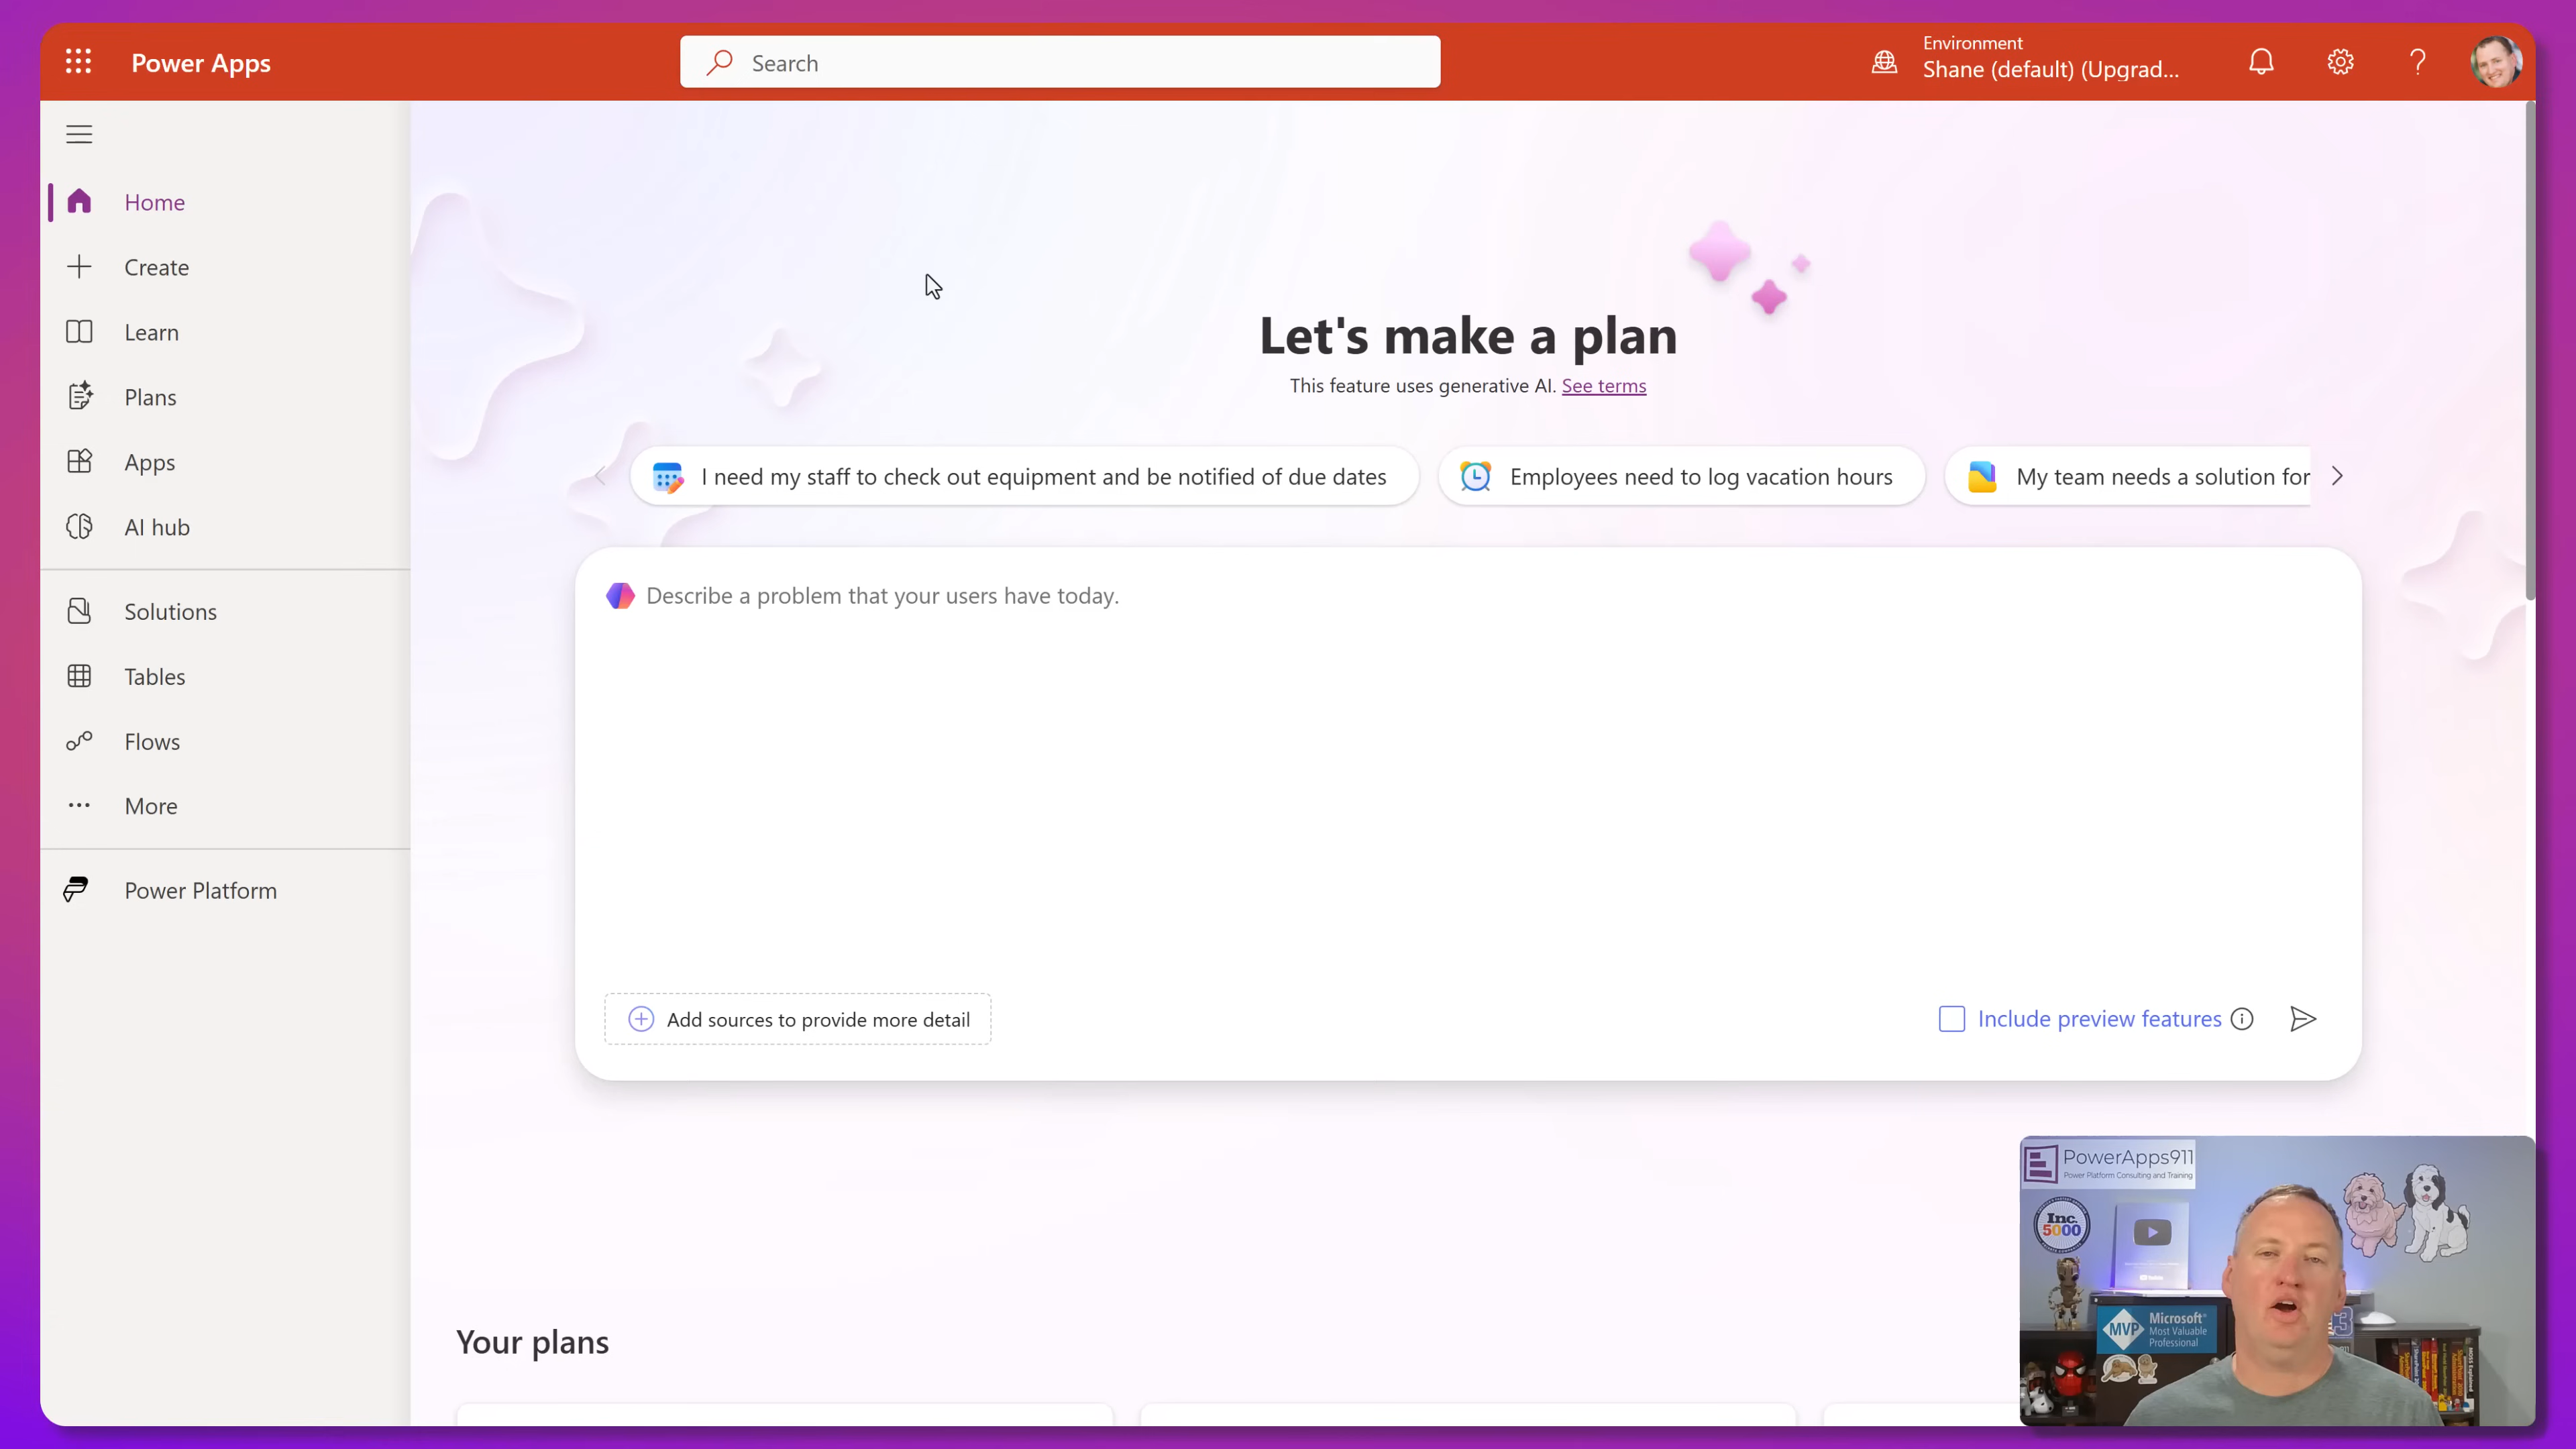 Power Apps
Search
Environment
Shane (default) (Upgrad...
Home
Create
Learn
Plans
Apps
AI hub
Solutions
Tables
Flows
More
Power Platform
Let's make a plan
This feature uses generative AI. See terms
I need my staff to check out equipment and be notified of due dates
Employees need to log vacation hours
My team needs a solution for
Describe a problem that your users have today.
Add sources to provide more detail
Include preview features
Your plans
PowerApps911
Power Platform Consulting and Training
Inc.
5000
MVP
Microsoft
Most Valuable
Professional